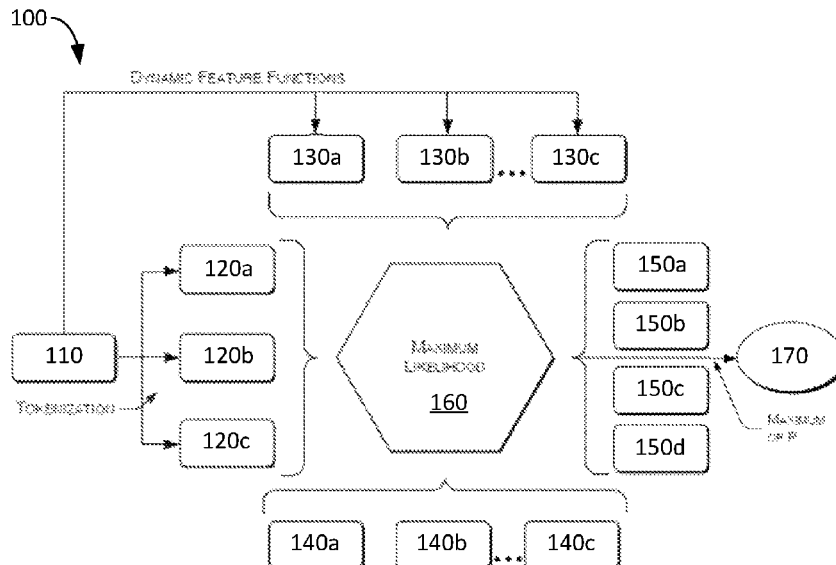 100
DYNAMIC FEATURE FUNCTIONS
130a 130b ••• 130c
120a
150a
150b
110 120b MAXIMUM LIKELIHOOD 170
160
TOKENIZATION
150c
MAXIMUM
OF P
120c
150d
140a 140b ••• 140c